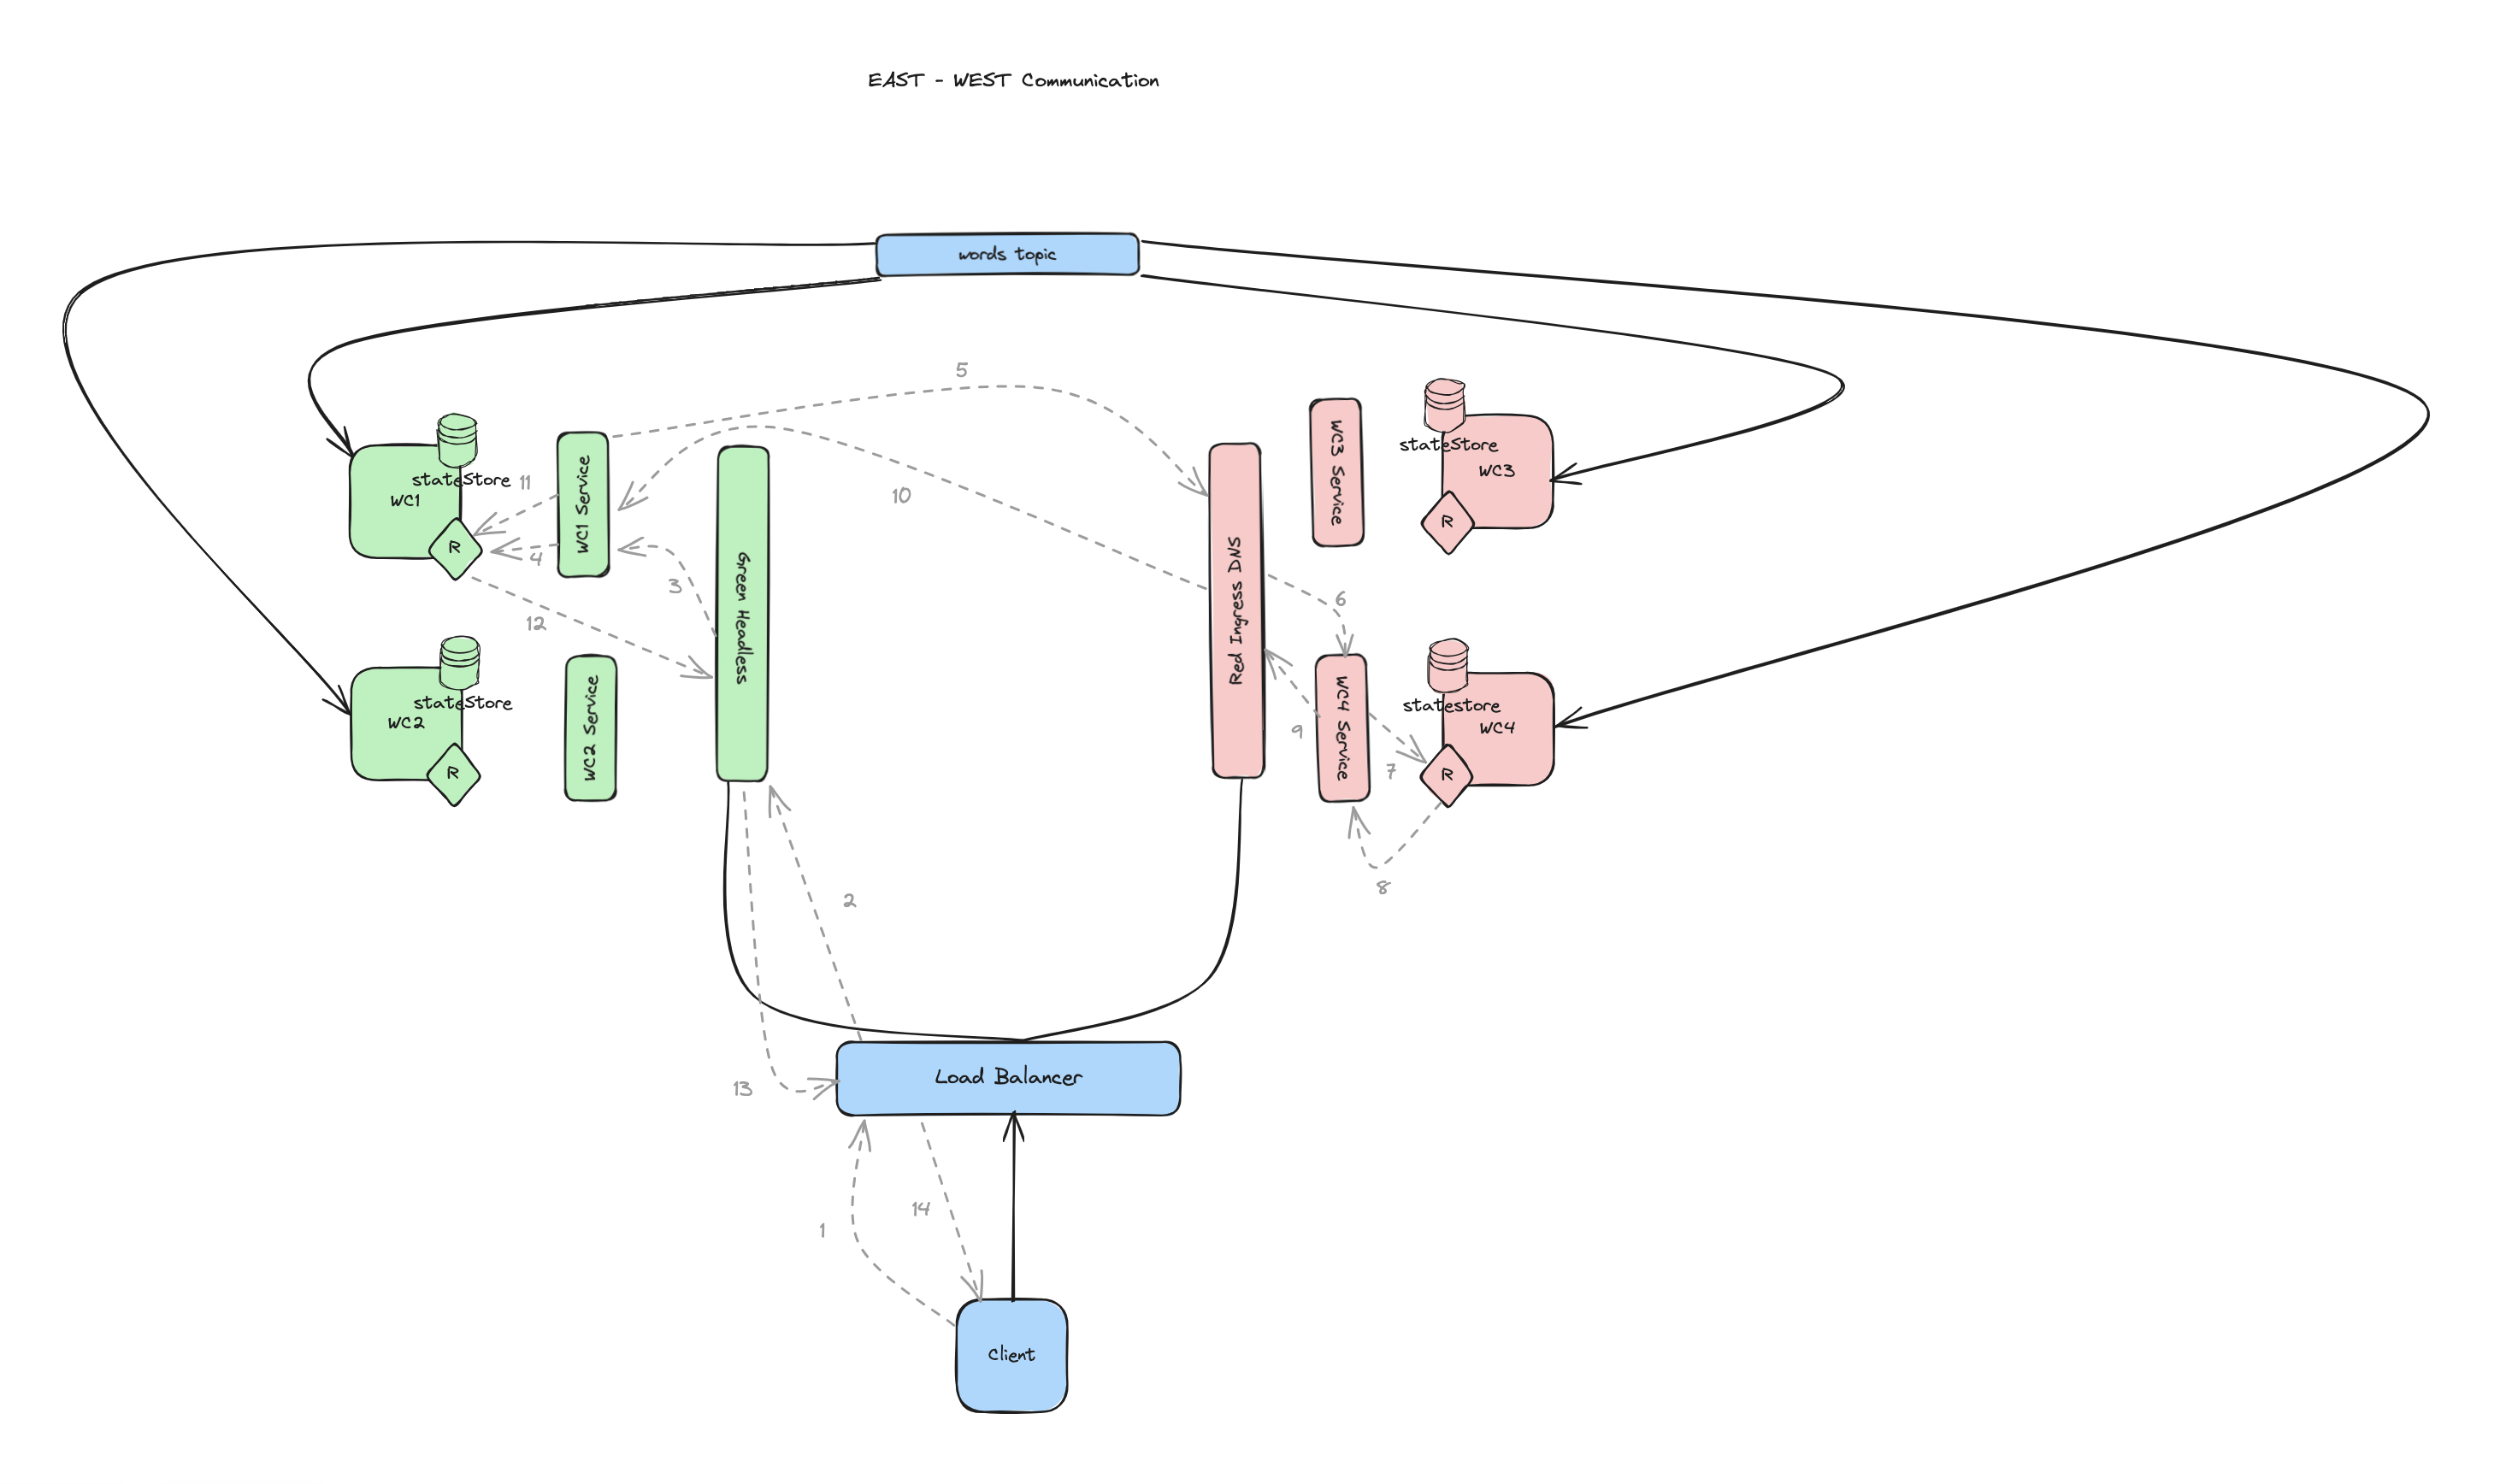 EAST - WEST Communication
words topic
5
10
stateStore
WC1
R
11
4
12
WC1 Service
3
Green Headless
stateStore
WC2
R
WC2 Service
Red Ingress DNS
WC3 Service
stateStore
WC3
R
6
9
WC4 Service
7
8
statestore
WC4
R
2
13
Load Balancer
1
14
Client